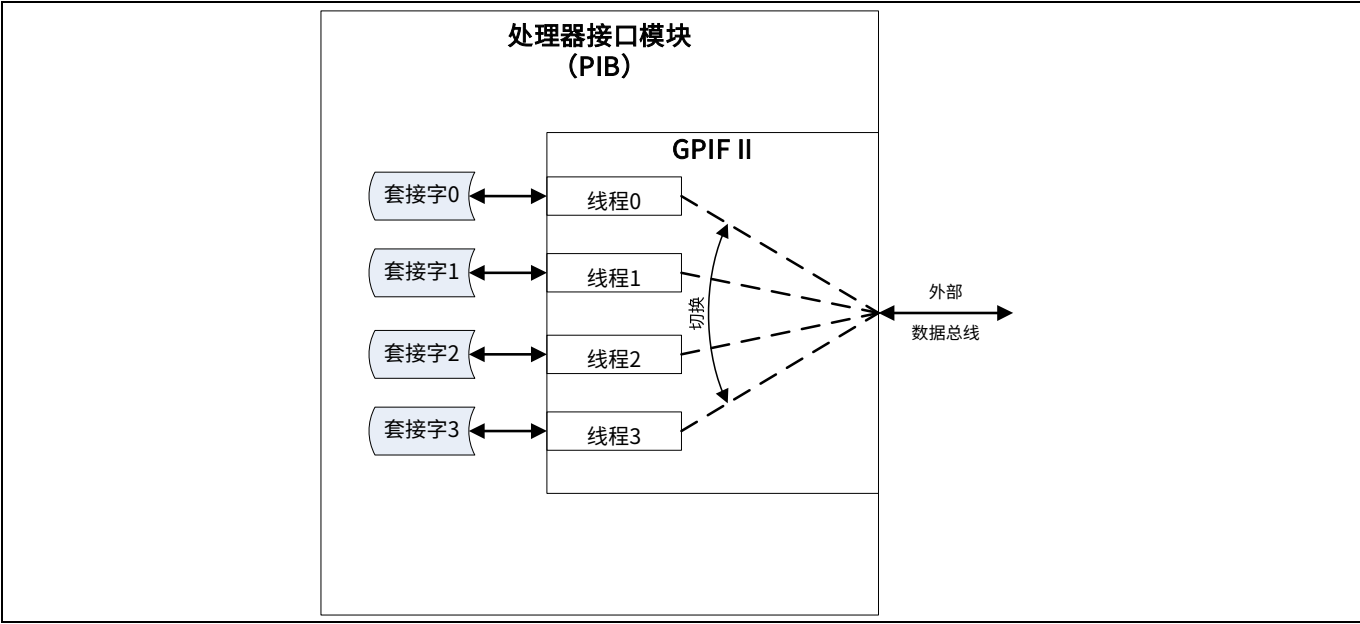 处理器接口模块
（PIB）
GPIF II
套接字0
线程0
套接字1
线程1
切换
外部
数据总线
套接字2
线程2
套接字3
线程3